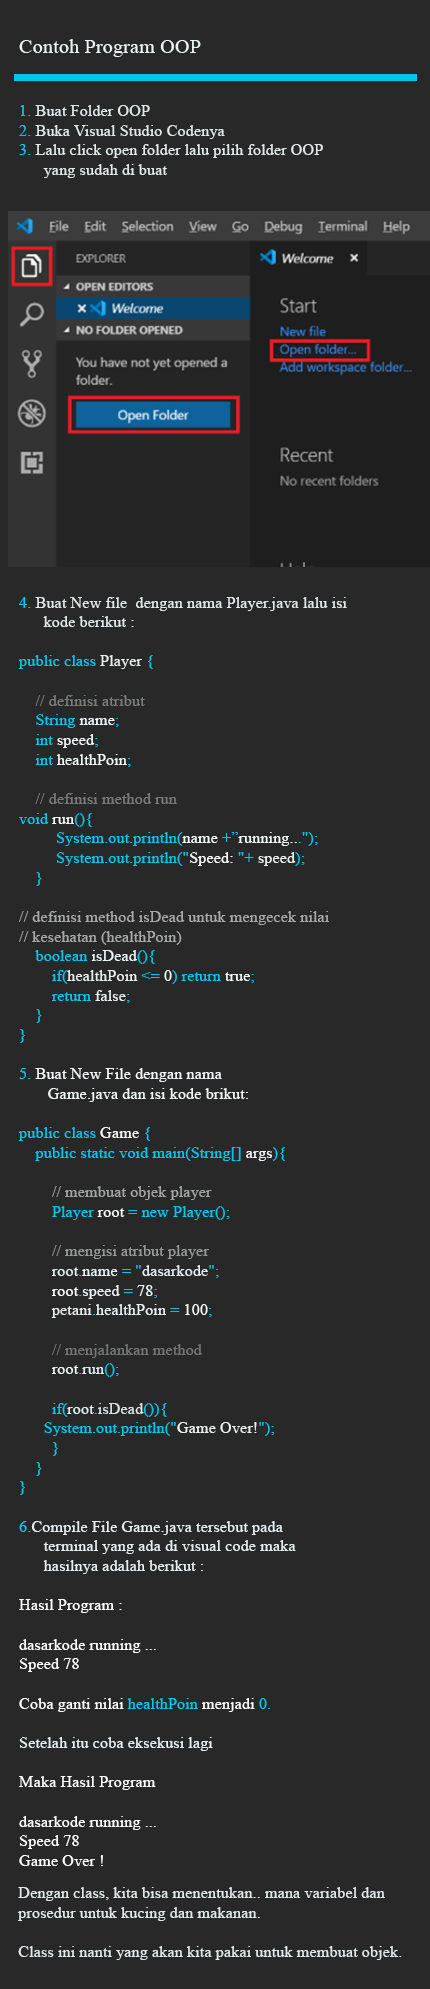 Contoh Program OOP
1. Buat Folder OOP
2. Buka Visual Studio Codenya
3. Lalu click open folder lalu pilih folder OOP
yang sudah di buat
File Edit Selection View Go Debug Terminal Help
EXPLORER
Welcome ×
OPEN EDITORS
× Welcome
NO FOLDER OPENED
You have not yet opened a
folder.
Open Folder
Start
New file
Open folder...
Add workspace folder...
Recent
No recent folders
4. Buat New file dengan nama Player.java lalu isi
kode berikut :
public class Player {
// definisi atribut
String name;
int speed;
int healthPoin;
// definisi method run
void run(){
System.out.println(name +”running...");
System.out.println("Speed: "+ speed);
}
// definisi method isDead untuk mengecek nilai
// kesehatan (healthPoin)
boolean isDead(){
if(healthPoin <= 0) return true;
return false;
}
}
5. Buat New File dengan nama
Game.java dan isi kode brikut:
public class Game {
public static void main(String[] args){
// membuat objek player
Player root = new Player();
// mengisi atribut player
root.name = "dasarkode";
root.speed = 78;
petani.healthPoin = 100;
// menjalankan method
root.run();
if(root.isDead()){
System.out.println("Game Over!");
}
}
}
6.Compile File Game.java tersebut pada
terminal yang ada di visual code maka
hasilnya adalah berikut :
Hasil Program :
dasarkode running ...
Speed 78
Coba ganti nilai healthPoin menjadi 0.
Setelah itu coba eksekusi lagi
Maka Hasil Program
dasarkode running ...
Speed 78
Game Over !
Dengan class, kita bisa menentukan.. mana variabel dan
prosedur untuk kucing dan makanan.
Class ini nanti yang akan kita pakai untuk membuat objek.